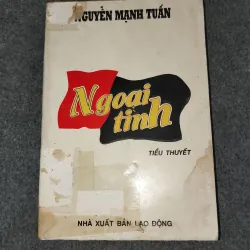 NGUYỄN MẠNH TUẤN
Ngoại
tình
TIỂU THUYẾT
NHÀ XUẤT BẢN LAO ĐỘNG